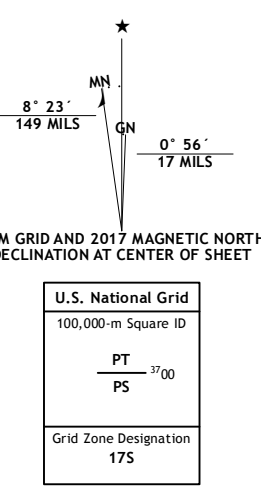 ★
MN
GN
8° 23´
149 MILS
0° 56´
17 MILS
M GRID AND 2017 MAGNETIC NORTH
DECLINATION AT CENTER OF SHEET
U.S. National Grid
100,000-m Square ID
PT
3700
PS
Grid Zone Designation
17S